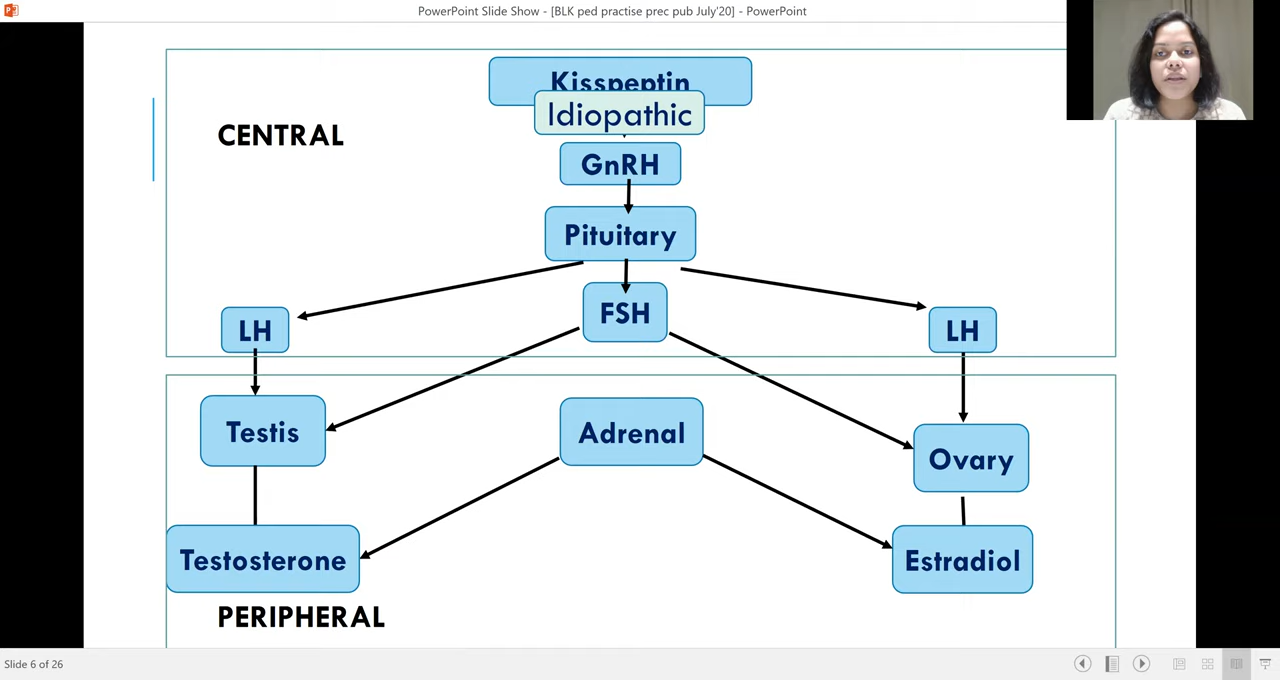 PowerPoint Slide Show - [BLK ped practise prec pub July'20] - PowerPoint
Kisspeptin
Idiopathic
CENTRAL
GnRH
Pituitary
LH
FSH
LH
Testis
Adrenal
Ovary
Testosterone
Estradiol
PERIPHERAL
Slide 6 of 26